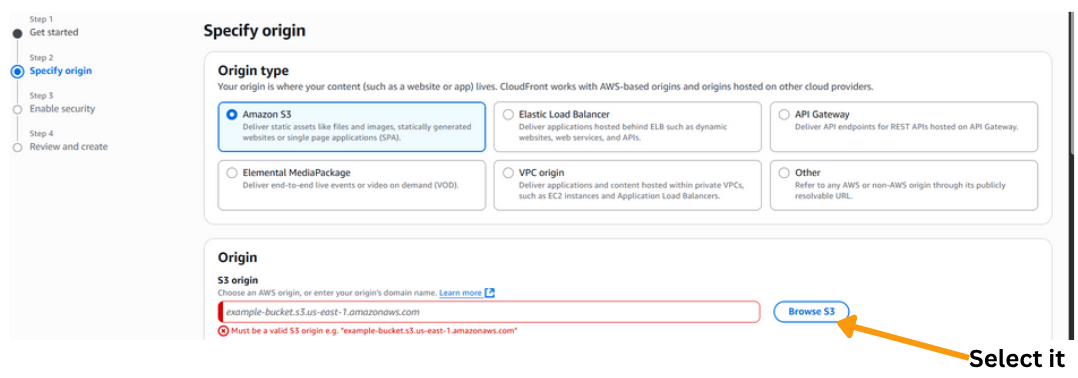 Step 1
Get started
Step 2
Specify origin
Step 3
Enable security
Step 4
Review and create
Specify origin
Origin type
Your origin is where your content (such as a website or app) lives. CloudFront works with AWS-based origins and origins hosted on other cloud providers.
Amazon S3
Deliver static assets like files and images, statically generated
websites or single page applications (SPA).
Elastic Load Balancer
Deliver applications hosted behind ELB such as dynamic
websites, web services, and APIs.
API Gateway
Deliver API endpoints for REST APIs hosted on API Gateway.
Elemental MediaPackage
Deliver end-to-end live events or video on demand (VOD).
VPC origin
Deliver applications and content hosted within private VPCs,
such as EC2 instances and Application Load Balancers.
Other
Refer to any AWS or non-AWS origin through its publicly
resolvable URL.
Origin
S3 origin
Choose an AWS origin, or enter your origin's domain name. Learn more
example-bucket.s3.us-east-1.amazonaws.com
Browse S3
Must be a valid S3 origin e.g. "example-bucket.s3.us-east-1.amazonaws.com"
Select it